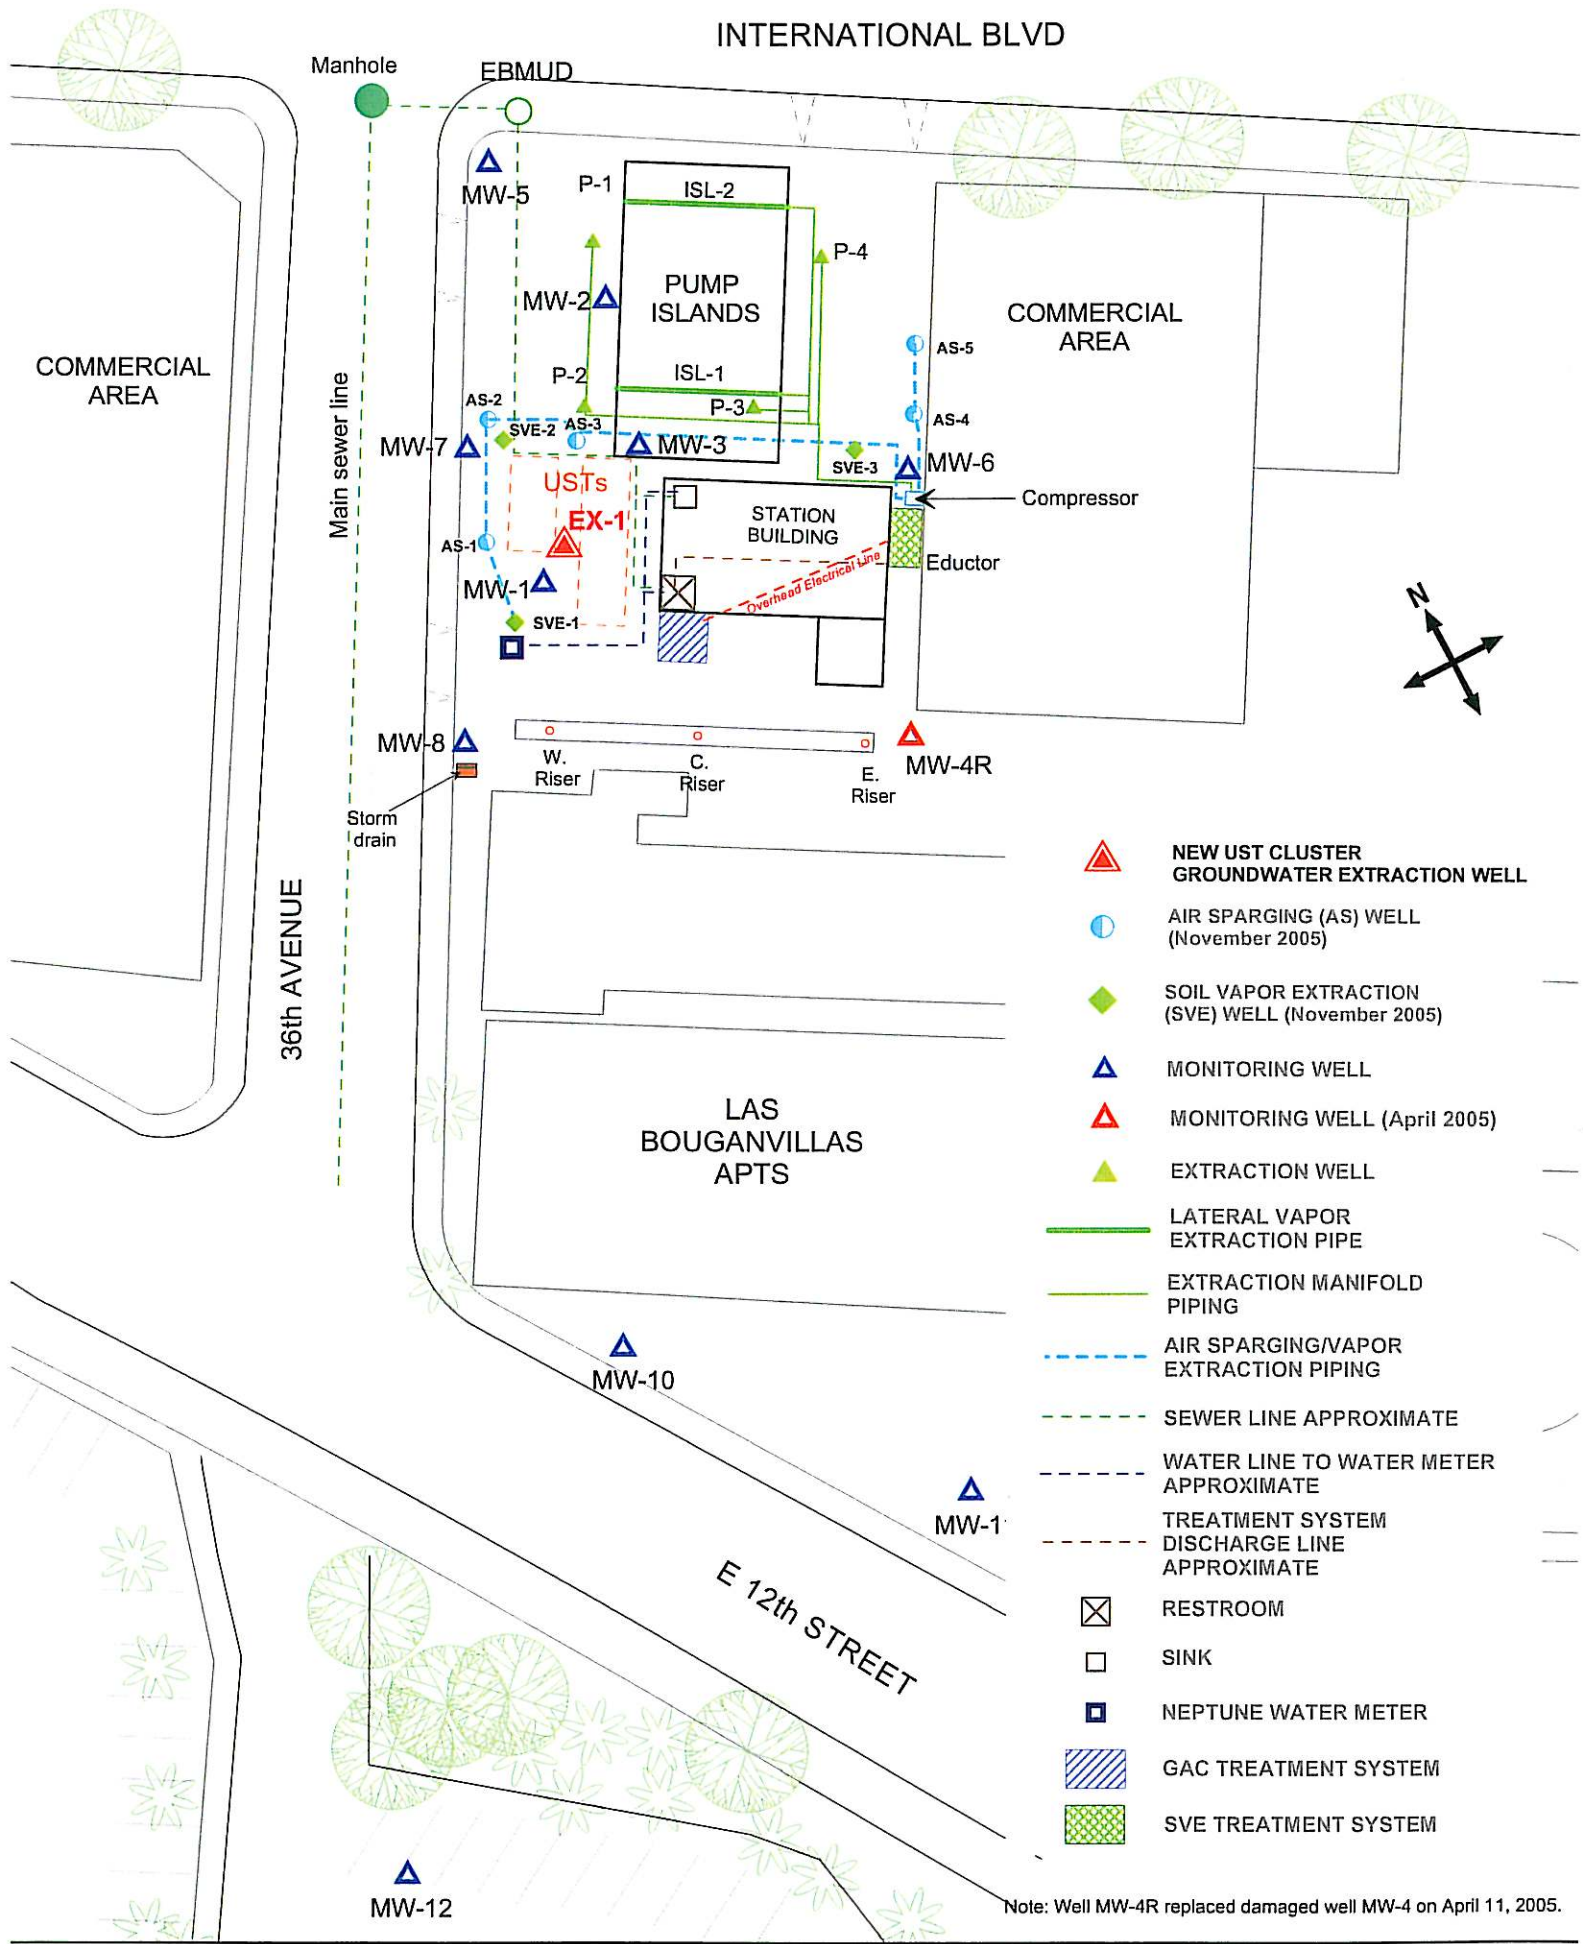 INTERNATIONAL BLVD
Manhole
EBMUD
MW-5
P-1
ISL-2
P-4
MW-2
PUMP
ISLANDS
COMMERCIAL
AREA
COMMERCIAL
AREA
AS-5
P-2
ISL-1
P-3
AS-2
SVE-2
AS-3
AS-4
MW-7
MW-3
SVE-3
MW-6
Main sewer line
USTs
EX-1
STATION
BUILDING
Compressor
AS-1
MW-1
Overhead Electrical Line
Eductor
SVE-1
N
MW-8
W.
Riser
C.
Riser
E.
Riser
MW-4R
Storm
drain
36th AVENUE
LAS
BOUGANVILLAS
APTS
MW-10
MW-1
E 12th STREET
MW-12
NEW UST CLUSTER
GROUNDWATER EXTRACTION WELL
AIR SPARGING (AS) WELL
(November 2005)
SOIL VAPOR EXTRACTION
(SVE) WELL (November 2005)
MONITORING WELL
MONITORING WELL (April 2005)
EXTRACTION WELL
LATERAL VAPOR
EXTRACTION PIPE
EXTRACTION MANIFOLD
PIPING
AIR SPARGING/VAPOR
EXTRACTION PIPING
SEWER LINE APPROXIMATE
WATER LINE TO WATER METER
APPROXIMATE
TREATMENT SYSTEM
DISCHARGE LINE
APPROXIMATE
RESTROOM
SINK
NEPTUNE WATER METER
GAC TREATMENT SYSTEM
SVE TREATMENT SYSTEM
Note: Well MW-4R replaced damaged well MW-4 on April 11, 2005.